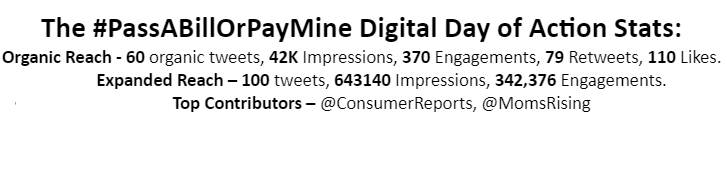 The #PassABillOrPayMine Digital Day of Action Stats:
Organic Reach - 60 organic tweets, 42K Impressions, 370 Engagements, 79 Retweets, 110 Likes.
Expanded Reach – 100 tweets, 643140 Impressions, 342,376 Engagements.
Top Contributors – @ConsumerReports, @MomsRising